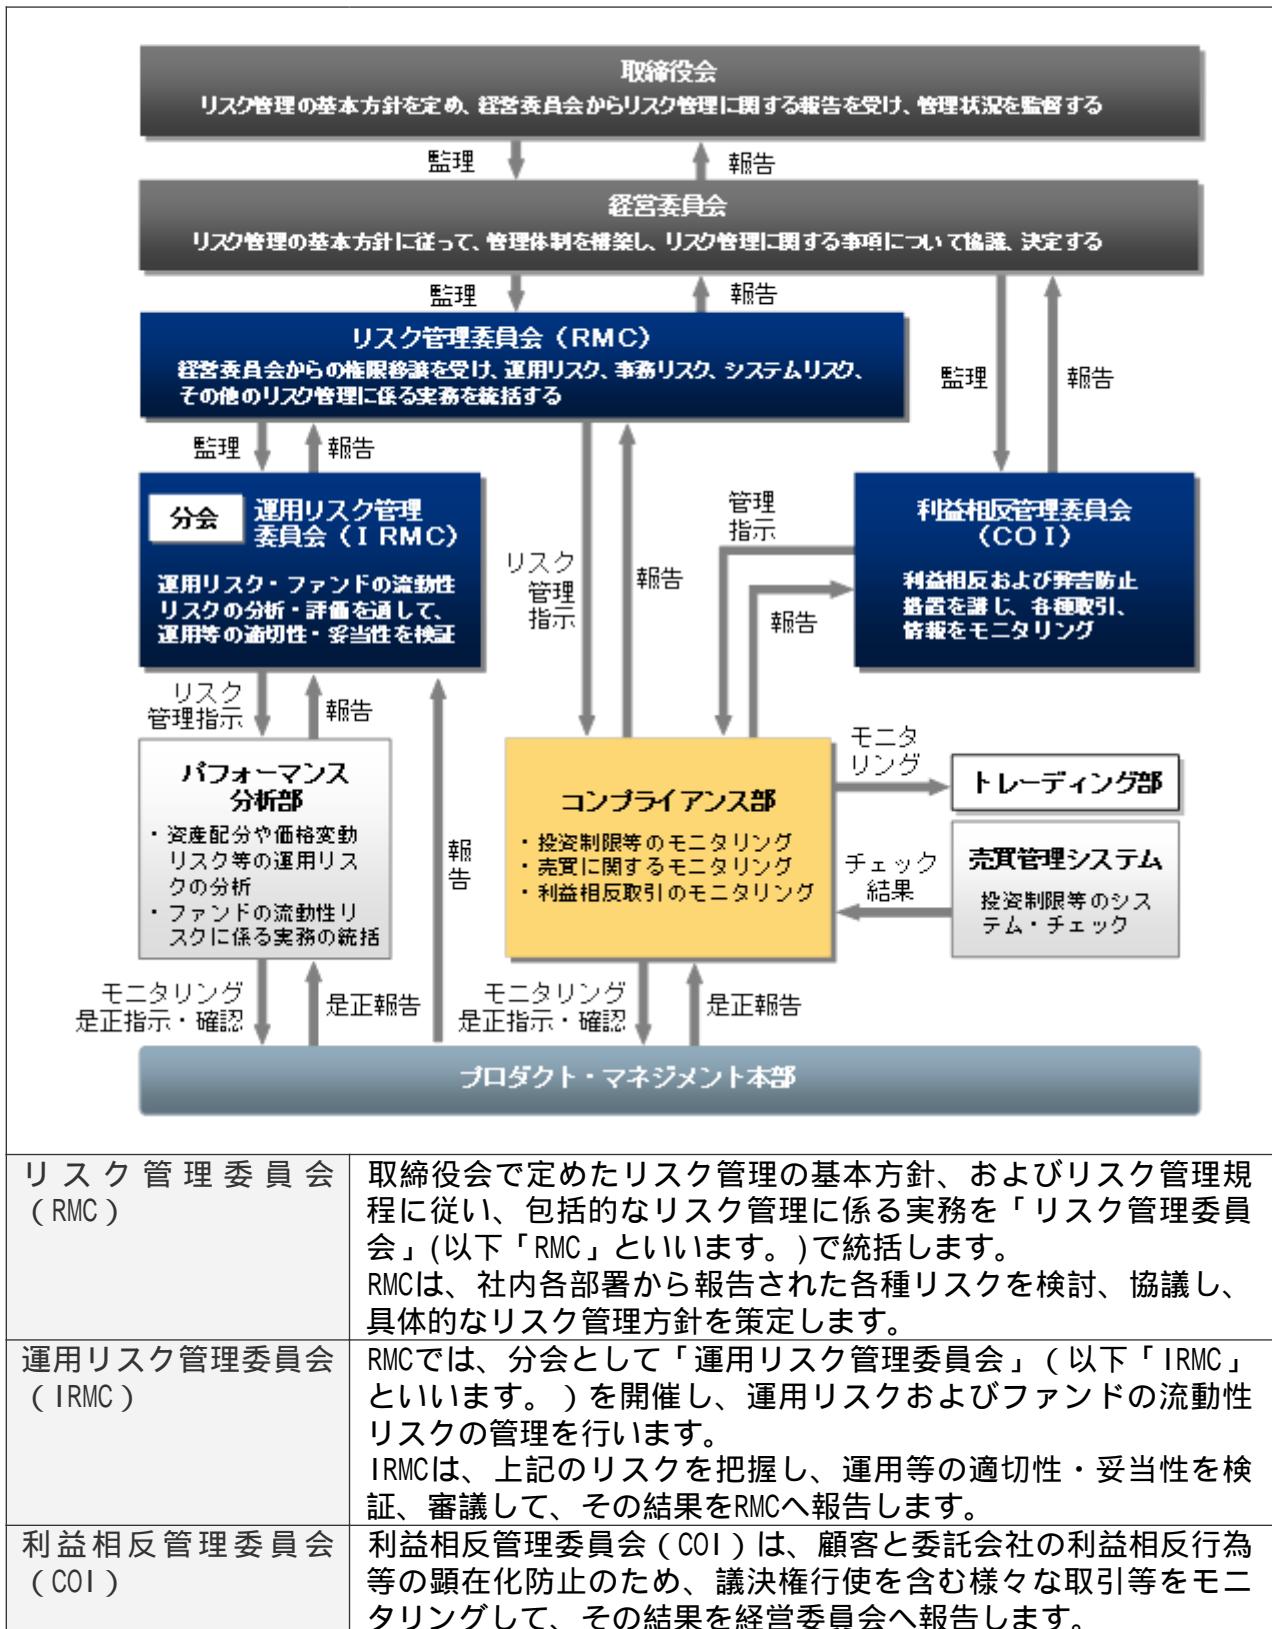 取締役会
リスク管理の基本方針を定め、経営委員会からリスク管理に関する報告を受け、管理状況を監督する
監理
報告
経営委員会
リスク管理の基本方針に従って、管理体制を構築し、リスク管理に関する事項について協議、決定する
監理
報告
リスク管理委員会（RMC）
経営委員会からの権限移譲を受け、運用リスク、事務リスク、システムリスク、
その他のリスク管理に係る実務を統括する
監理
報告
監理
報告
分会
運用リスク管理
委員会（IRMC）
運用リスク・ファンドの流動性
リスクの分析・評価を通して、
運用等の適切性・妥当性を検証
リスク
管理
指示
報告
管理
指示
報告
利益相反管理委員会
（COI）
利益相反および弊害防止
措置を講じ、各種取引、
情報をモニタリング
リスク
管理指示
報告
パフォーマンス
分析部
・資産配分や価格変動
リスク等の運用リス
クの分析
・ファンドの流動性リ
スクに係る実務の統括
報
告
コンプライアンス部
・投資制限等のモニタリング
・売買に関するモニタリング
・利益相反取引のモニタリング
モニタ
リング
トレーディング部
チェック
結果
売買管理システム
投資制限等のシス
テム・チェック
モニタリング
是正指示・確認
是正報告
モニタリング
是正指示・確認
是正報告
プロダクト・マネジメント本部
リスク管理委員会
（RMC）
取締役会で定めたリスク管理の基本方針、およびリスク管理規
程に従い、包括的なリスク管理に係る実務を「リスク管理委員
会」(以下「RMC」といいます。)で統括します。
RMCは、社内各部署から報告された各種リスクを検討、協議し、
具体的なリスク管理方針を策定します。
運用リスク管理委員会
（IRMC）
RMCでは、分会として「運用リスク管理委員会」（以下「IRMC」
といいます。）を開催し、運用リスクおよびファンドの流動性
リスクの管理を行います。
IRMCは、上記のリスクを把握し、運用等の適切性・妥当性を検
証、審議して、その結果をRMCへ報告します。
利益相反管理委員会
（COI）
利益相反管理委員会（COI）は、顧客と委託会社の利益相反行為
等の顕在化防止のため、議決権行使を含む様々な取引等をモニ
タリングして、その結果を経営委員会へ報告します。